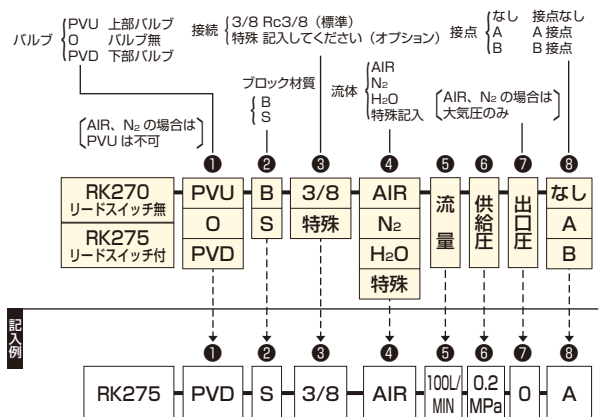 バルブ
PVU 上部バルブ
O バルブ無
PVD 下部バルブ
接続
3/8 Rc3/8（標準）
特殊 記入してください（オプション）
接点
なし 接点なし
A A 接点
B B 接点
ブロック材質
B
S
流体
AIR
N₂
H₂O
特殊記入
AIR、N₂ の場合は
PVU は不可
AIR、N₂ の場合は
大気圧のみ
❶ ❷ ❸ ❹ ❺ ❻ ❼ ❽
RK270
リードスイッチ無
RK275
リードスイッチ付
PVU
O
PVD
B
S
3/8
特殊
AIR
N₂
H₂O
特殊
流量
供給圧
出口圧
なし
A
B
記入例
❶ ❷ ❸ ❹ ❺ ❻ ❼ ❽
RK275 PVD S 3/8 AIR 100L/MIN 0.2MPa 0 A